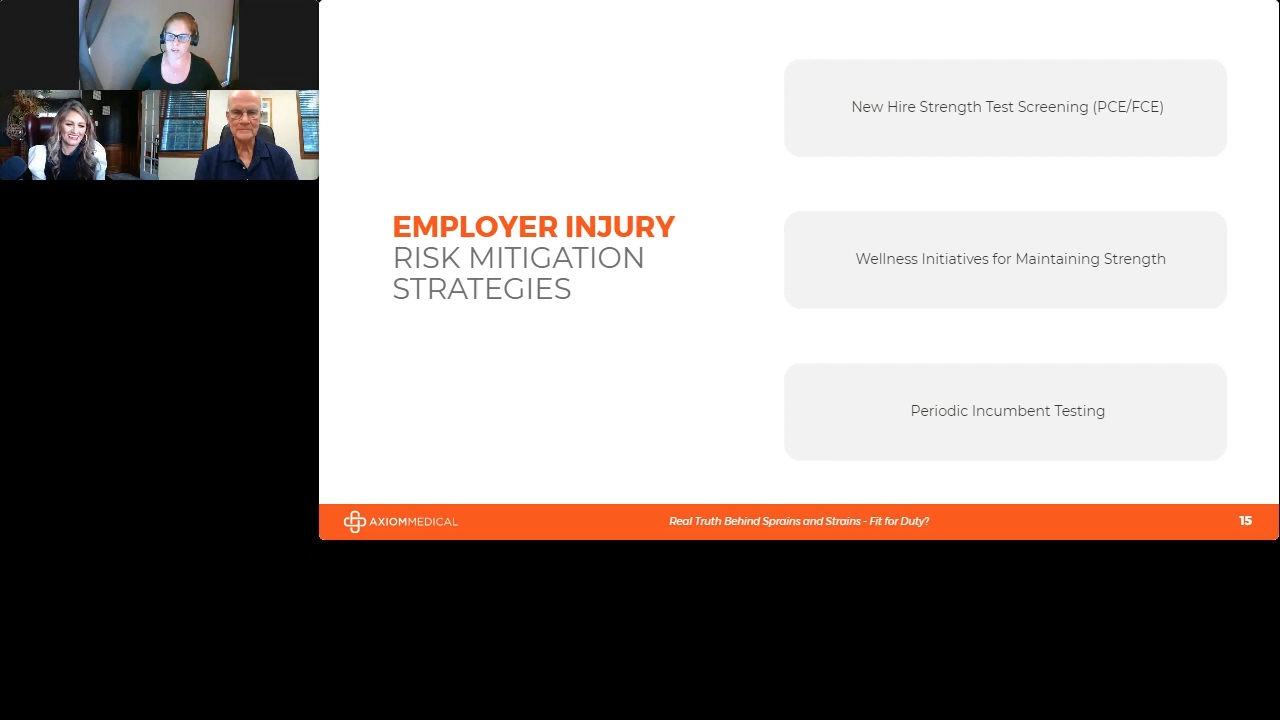 New Hire Strength Test Screening (PCE/FCE)
EMPLOYER INJURY
RISK MITIGATION
STRATEGIES
Wellness Initiatives for Maintaining Strength
Periodic Incumbent Testing
AXIOMMEDICAL
Real Truth Behind Sprains and Strains - Fit for Duty?
15